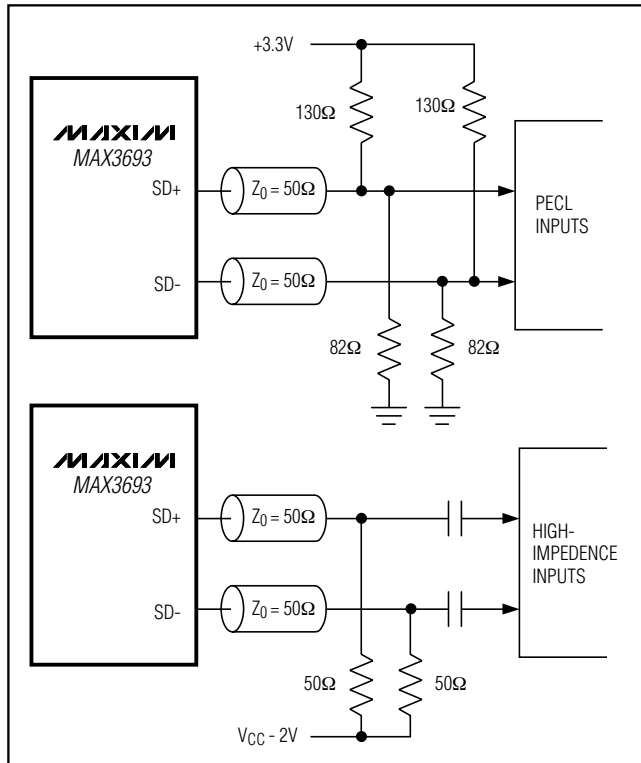 +3.3V
130Ω
130Ω
MAXIM
MAX3693
SD+
Z0 = 50Ω
PECL
INPUTS
SD-
Z0 = 50Ω
82Ω
82Ω
MAXIM
MAX3693
SD+
Z0 = 50Ω
HIGH-
IMPEDENCE
INPUTS
SD-
Z0 = 50Ω
50Ω
50Ω
VCC - 2V